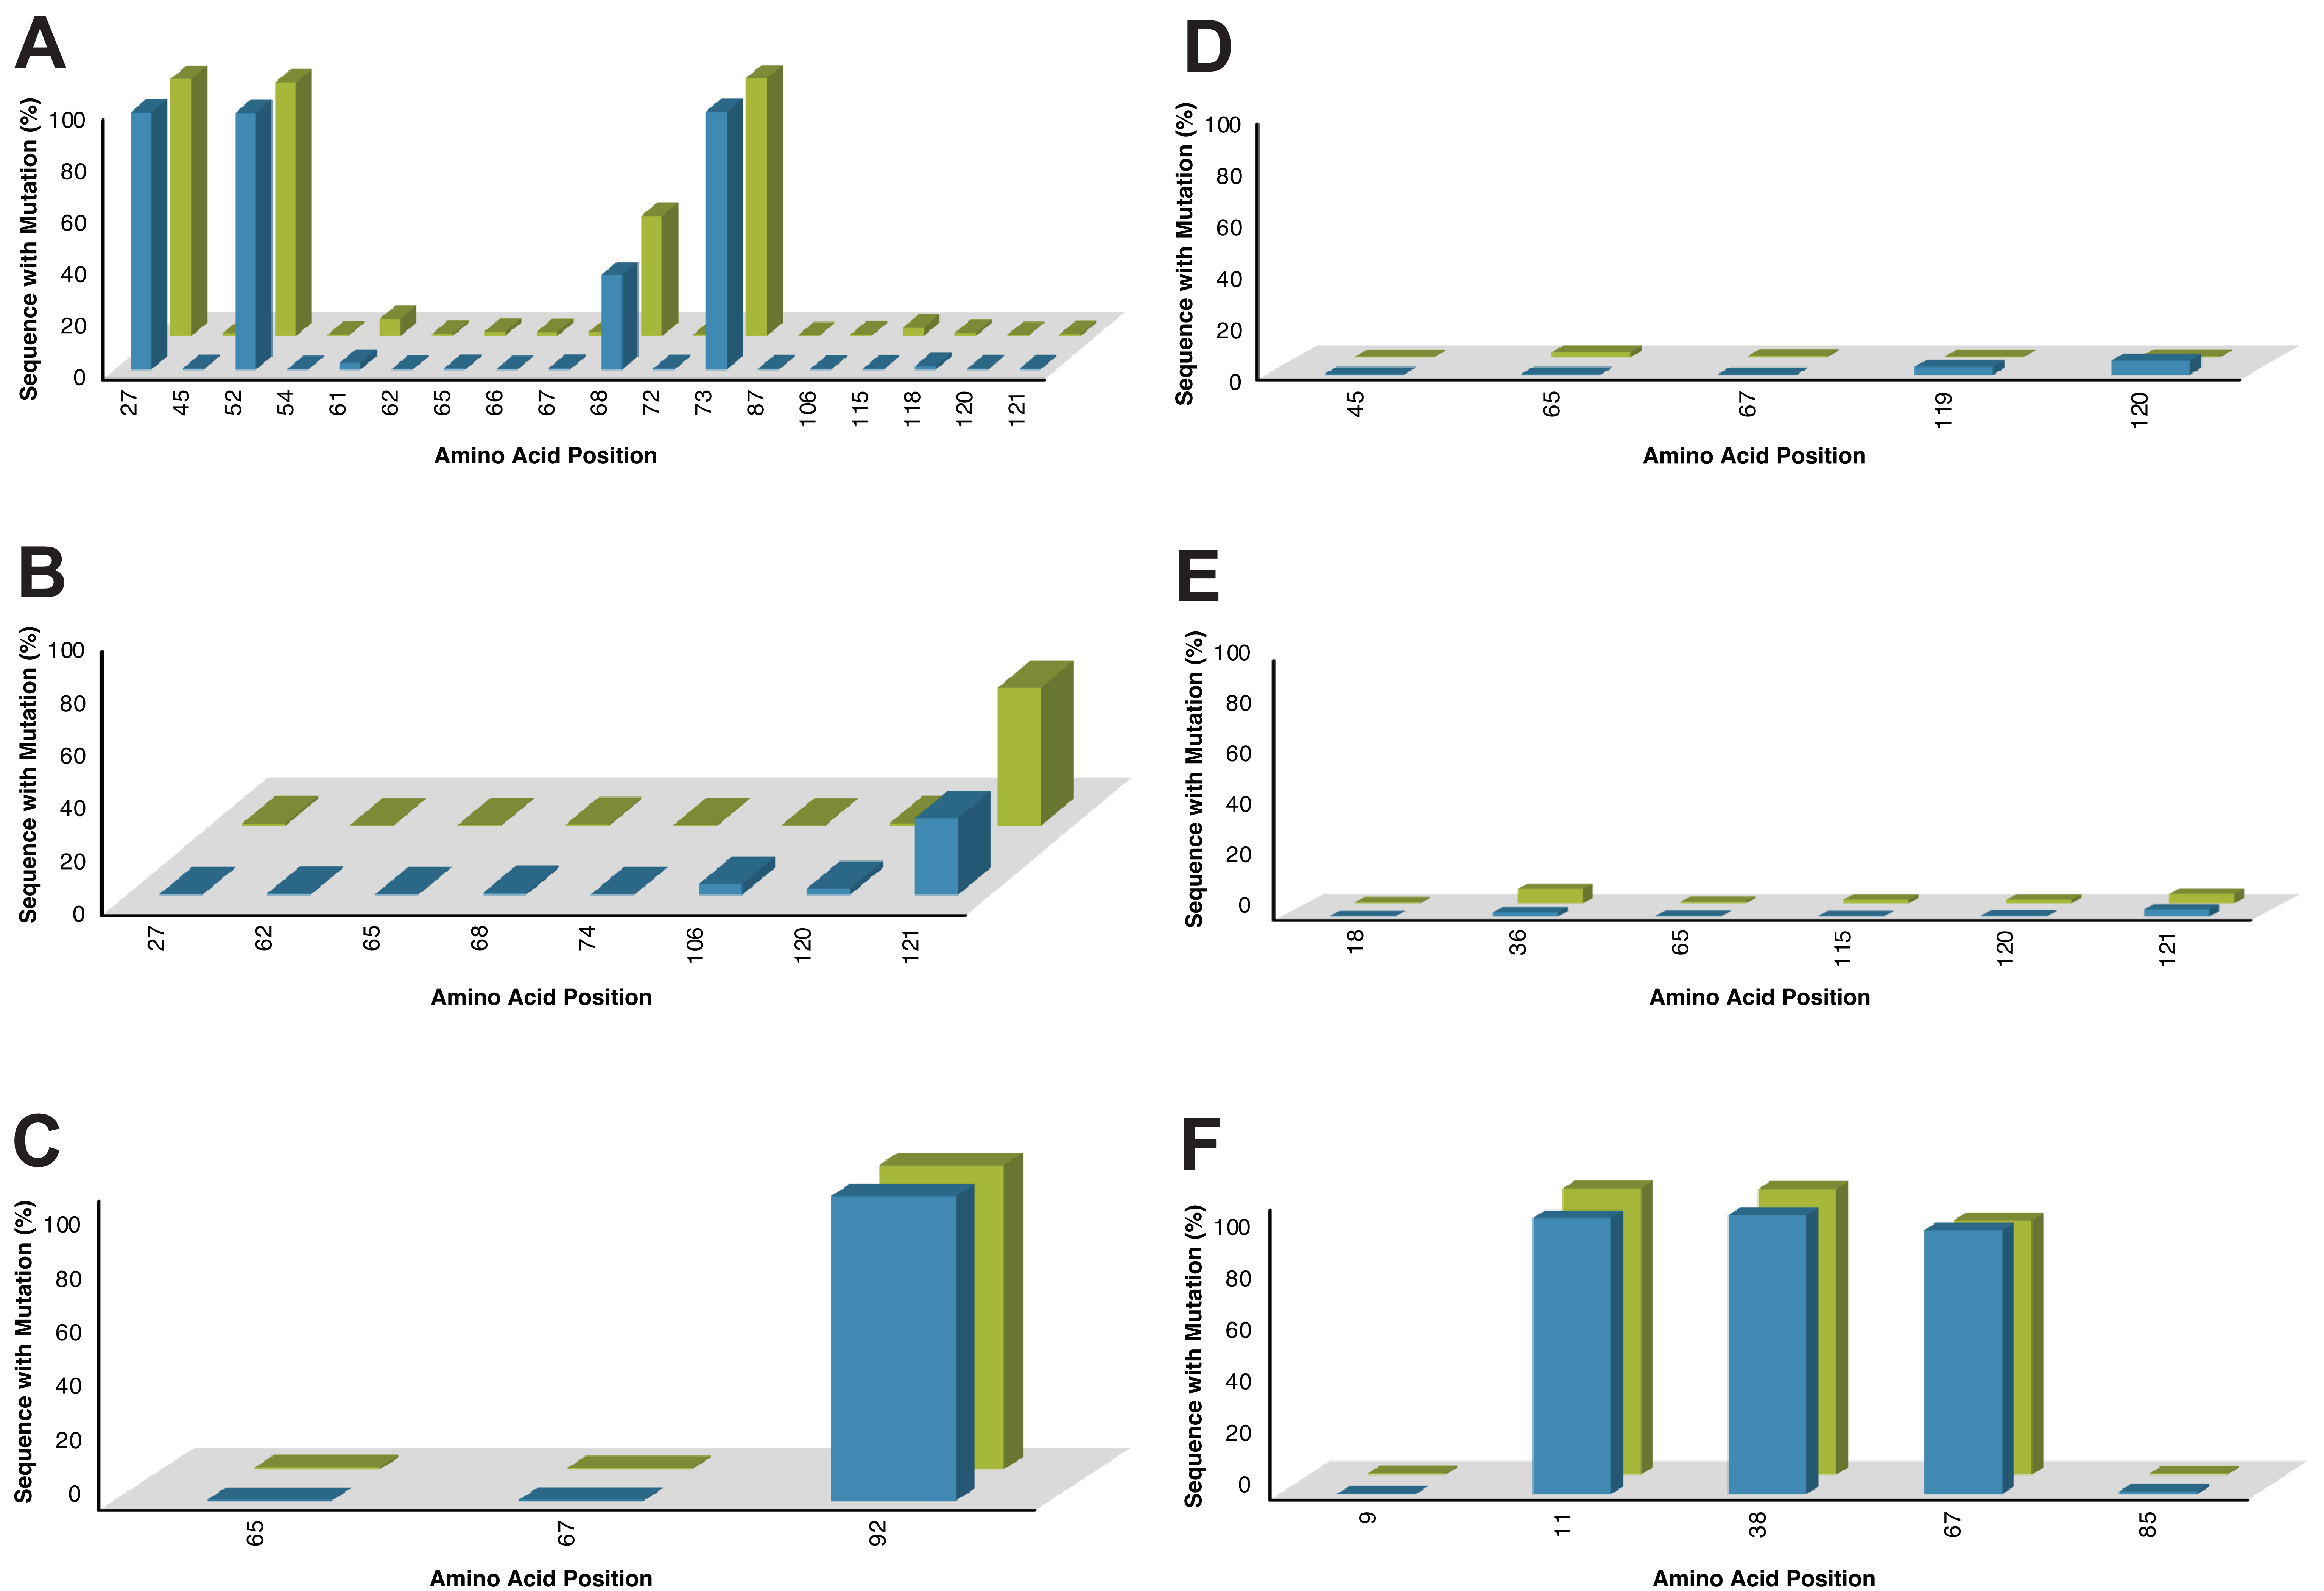 A
Sequence with Mutation (%)
100
80
60
40
20
0
27 45 52 54 61 62 65 66 67 68 72 73 87 106 115 118 120 121
Amino Acid Position
D
Sequence with Mutation (%)
100
80
60
40
20
0
45 65 67 119 120
Amino Acid Position
B
Sequence with Mutation (%)
100
80
60
40
20
0
27 62 65 68 74 106 120 121
Amino Acid Position
E
Sequence with Mutation (%)
100
80
60
40
20
0
18 36 65 115 120 121
Amino Acid Position
C
Sequence with Mutation (%)
100
80
60
40
20
0
65 67 92
Amino Acid Position
F
Sequence with Mutation (%)
100
80
60
40
20
0
9 11 38 67 85
Amino Acid Position